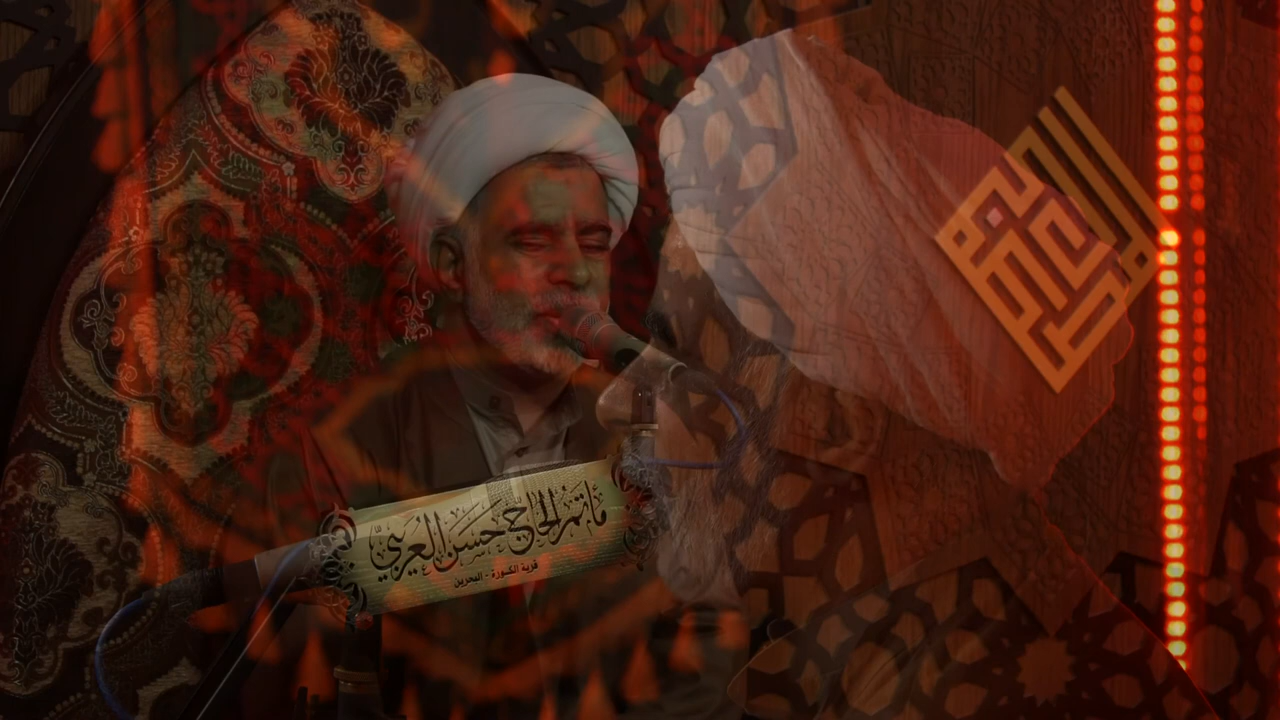 مأتم الحاج حسن العريبي
قرية الكورة - البحرين